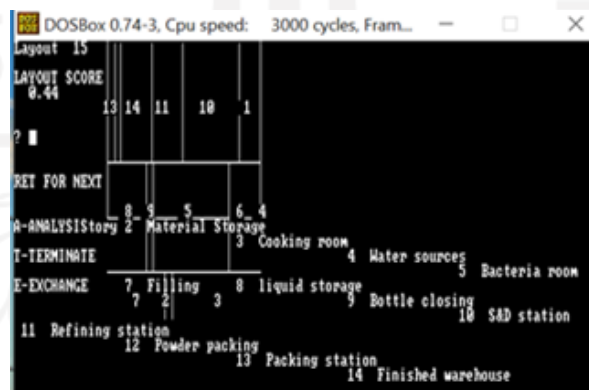 DOSBox 0.74-3, Cpu speed: 3000 cycles, Fram...
Layout 15
LAYOUT SCORE
0.44
13 14 11 10 1
?
RET FOR NEXT
8 9 5 6 4
A-ANALYSIStory 2 Material Storage
3 Cooking room
T-TERMINATE 4 Water sources
5 Bacteria room
E-EXCHANGE 7 Filling 8 liquid storage
7 2 3 9 Bottle closing
10 S&D station
11 Refining station
12 Powder packing
13 Packing station
14 Finished warehouse